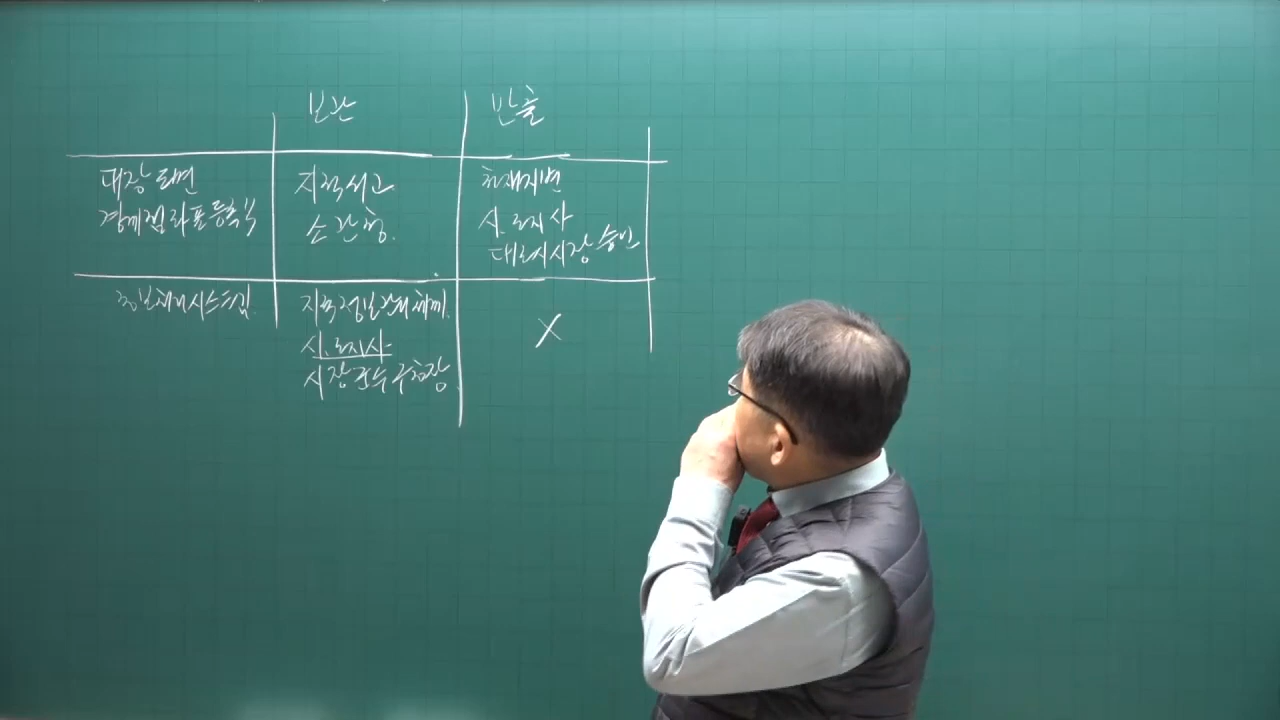 보관
반출
대장 도면
경계점좌표등록부
지적서고
소관청.
천재지변
시.도지사
대도시시장 승인
정보처리시스템.
지적정보관리체계.
시.도지사
시장군수구청장
X